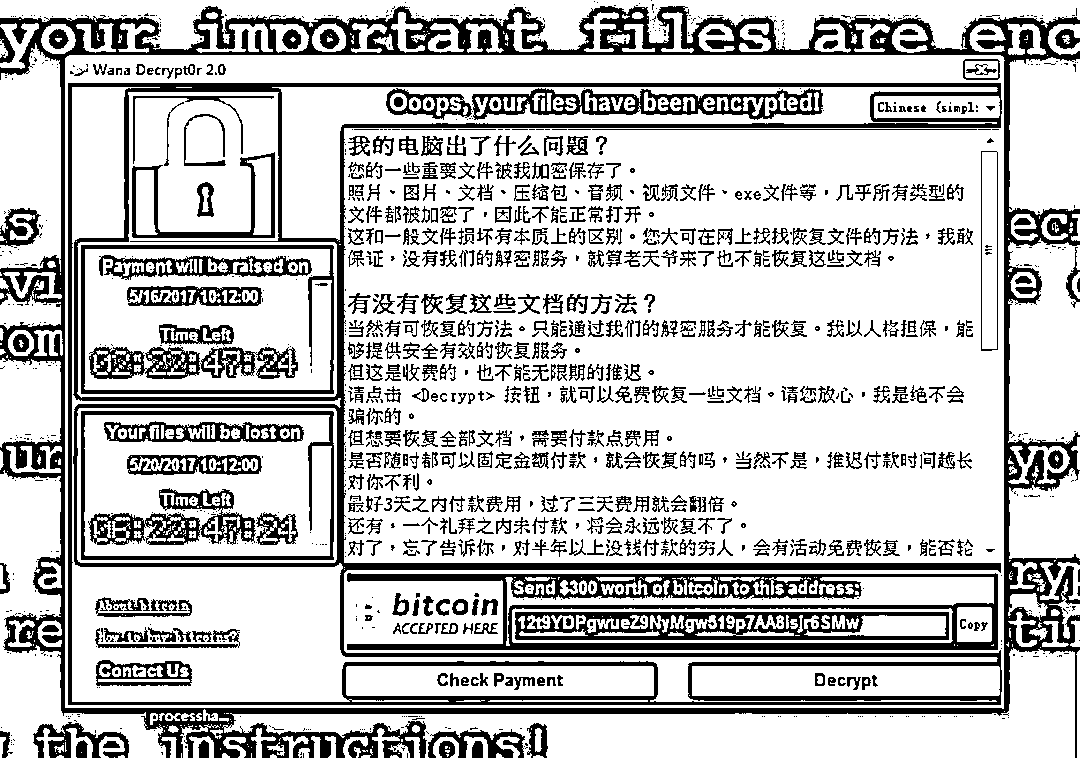 your important files are enc
Wana Decrypt0r 2.0
Ooops, your files have been encrypted!
Chinese (simpl:
我的电脑出了什么问题？
您的一些重要文件被我加密保存了。
照片、图片、文档、压缩包、音频、视频文件、exe文件等，几乎所有类型的
文件都被加密了，因此不能正常打开。
这和一般文件损坏有本质上的区别。您大可在网上找找恢复文件的方法，我敢
保证，没有我们的解密服务，就算老天爷来了也不能恢复这些文档。
有没有恢复这些文档的方法？
当然有可恢复的方法。只能通过我们的解密服务才能恢复。我以人格担保，能
够提供安全有效的恢复服务。
但这是收费的，也不能无限期的推迟。
请点击 <Decrypt> 按钮，就可以免费恢复一些文档。请您放心，我是绝不会
骗你的。
但想要恢复全部文档，需要付款点费用。
是否随时都可以固定金额付款，就会恢复的吗，当然不是，推迟付款时间越长
对你不利。
最好3天之内付款费用，过了三天费用就会翻倍。
还有，一个礼拜之内未付款，将会永远恢复不了。
对了，忘了告诉你，对半年以上没钱付款的穷人，会有活动免费恢复，能否轮
Payment will be raised on
5/16/2017 10:12:00
Time Left
02:22:47:24
Your files will be lost on
5/20/2017 10:12:00
Time Left
06:22:47:24
About bitcoin
How to buy bitcoins?
Contact Us
bitcoin
ACCEPTED HERE
Send $300 worth of bitcoin to this address:
12t9YDPgwueZ9NyMgw519p7AA8isjr6SMw
Copy
Check Payment
Decrypt
processha...
the instructions!